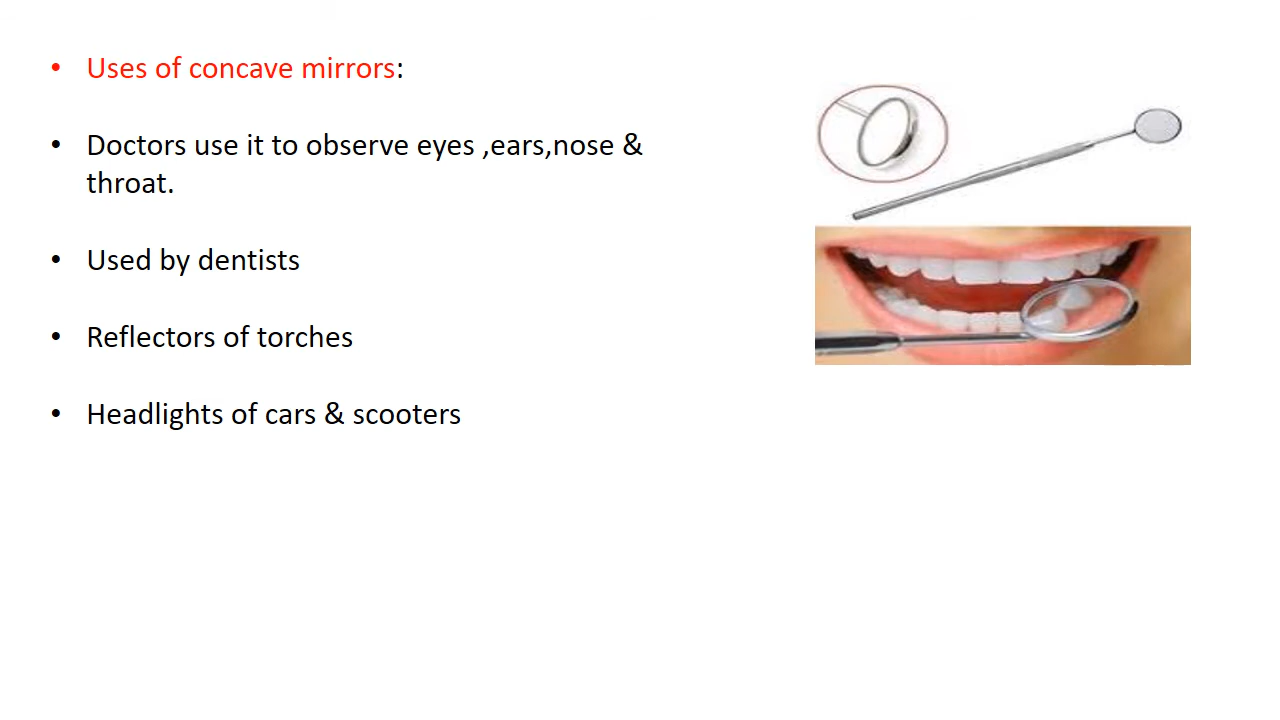 • Uses of concave mirrors:
• Doctors use it to observe eyes ,ears,nose &
throat.
• Used by dentists
• Reflectors of torches
• Headlights of cars & scooters